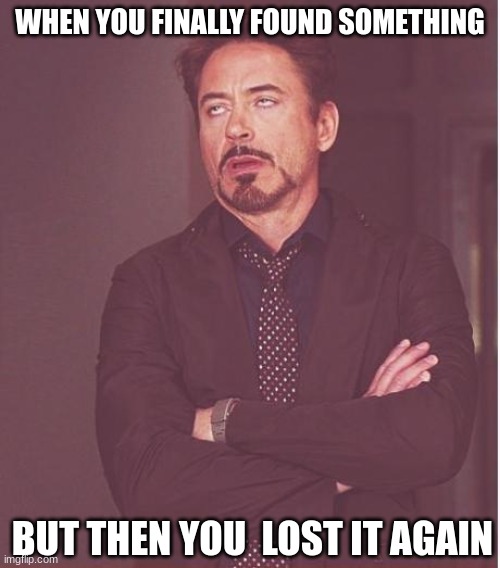 WHEN YOU FINALLY FOUND SOMETHING
BUT THEN YOU  LOST IT AGAIN
imgflip.com